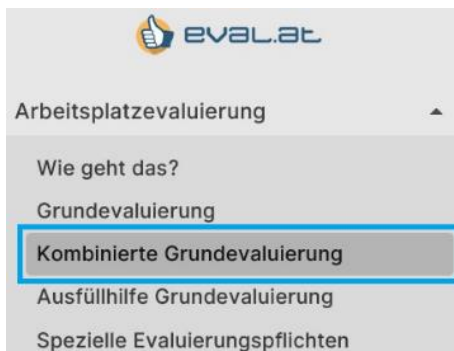 eval.at
Arbeitsplatzevaluierung
Wie geht das?
Grundevaluierung
Kombinierte Grundevaluierung
Ausfüllhilfe Grundevaluierung
Spezielle Evaluierungspflichten